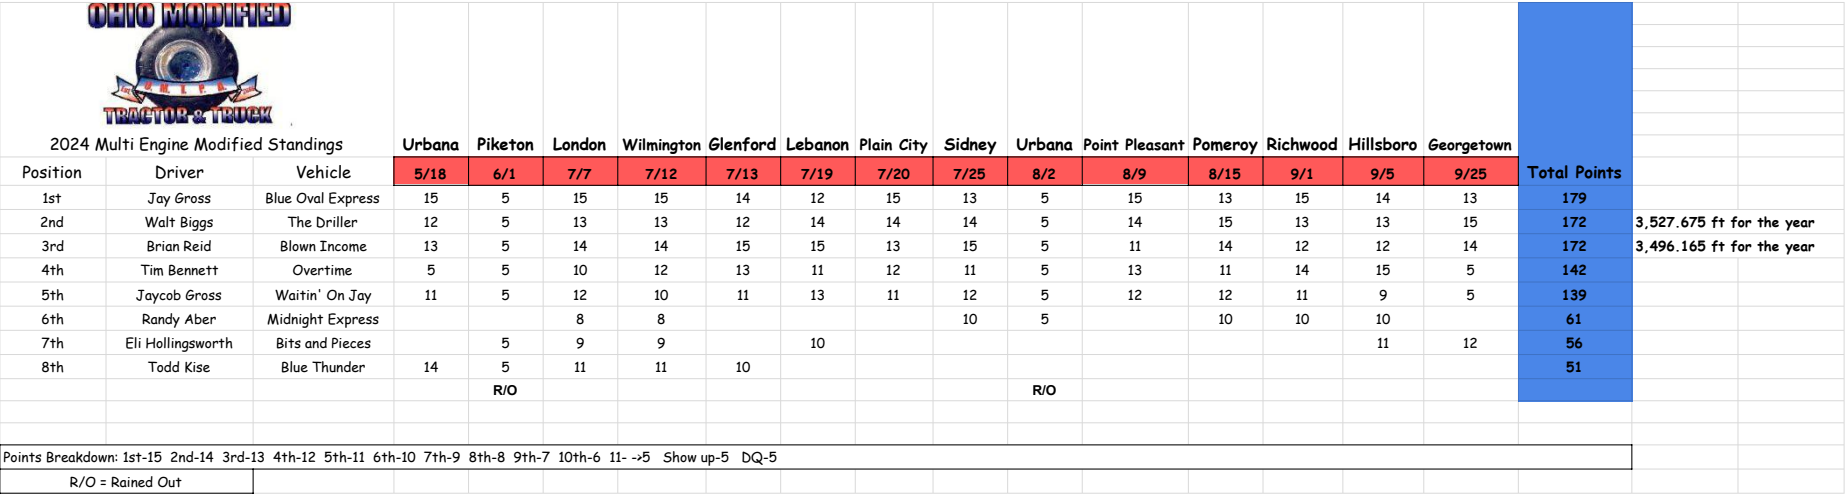 OHIO MODIFIED
O. M. T. P. A.
TRACTOR & TRUCK
2024 Multi Engine Modified Standings Urbana Piketon London Wilmington Glenford Lebanon Plain City Sidney Urbana Point Pleasant Pomeroy Richwood Hillsboro Georgetown
Position Driver Vehicle 5/18 6/1 7/7 7/12 7/13 7/19 7/20 7/25 8/2 8/9 8/15 9/1 9/5 9/25 Total Points
1st Jay Gross Blue Oval Express 15 5 15 15 14 12 15 13 5 15 13 15 14 13 179
2nd Walt Biggs The Driller 12 5 13 13 12 14 14 14 5 14 15 13 13 15 172 3,527.675 ft for the year
3rd Brian Reid Blown Income 13 5 14 14 15 15 13 15 5 11 14 12 12 14 172 3,496.165 ft for the year
4th Tim Bennett Overtime 5 5 10 12 13 11 12 11 5 13 11 14 15 5 142
5th Jaycob Gross Waitin' On Jay 11 5 12 10 11 13 11 12 5 12 12 11 9 5 139
6th Randy Aber Midnight Express 8 8 10 5 10 10 10 61
7th Eli Hollingsworth Bits and Pieces 5 9 9 10 11 12 56
8th Todd Kise Blue Thunder 14 5 11 11 10 51
R/O R/O
Points Breakdown: 1st-15 2nd-14 3rd-13 4th-12 5th-11 6th-10 7th-9 8th-8 9th-7 10th-6 11- ->5 Show up-5 DQ-5
R/O = Rained Out